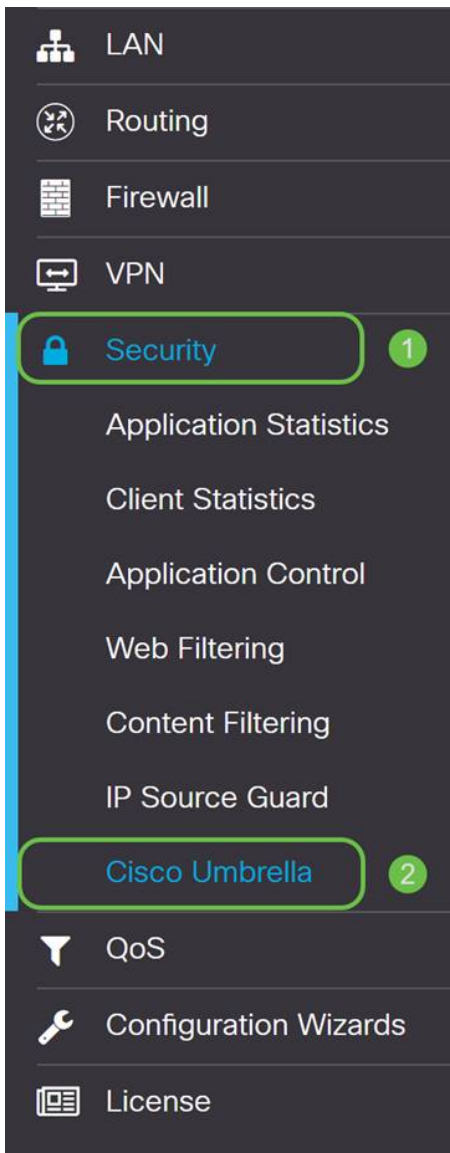 LAN
Routing
Firewall
VPN
Security 1
Application Statistics
Client Statistics
Application Control
Web Filtering
Content Filtering
IP Source Guard
Cisco Umbrella 2
QoS
Configuration Wizards
License